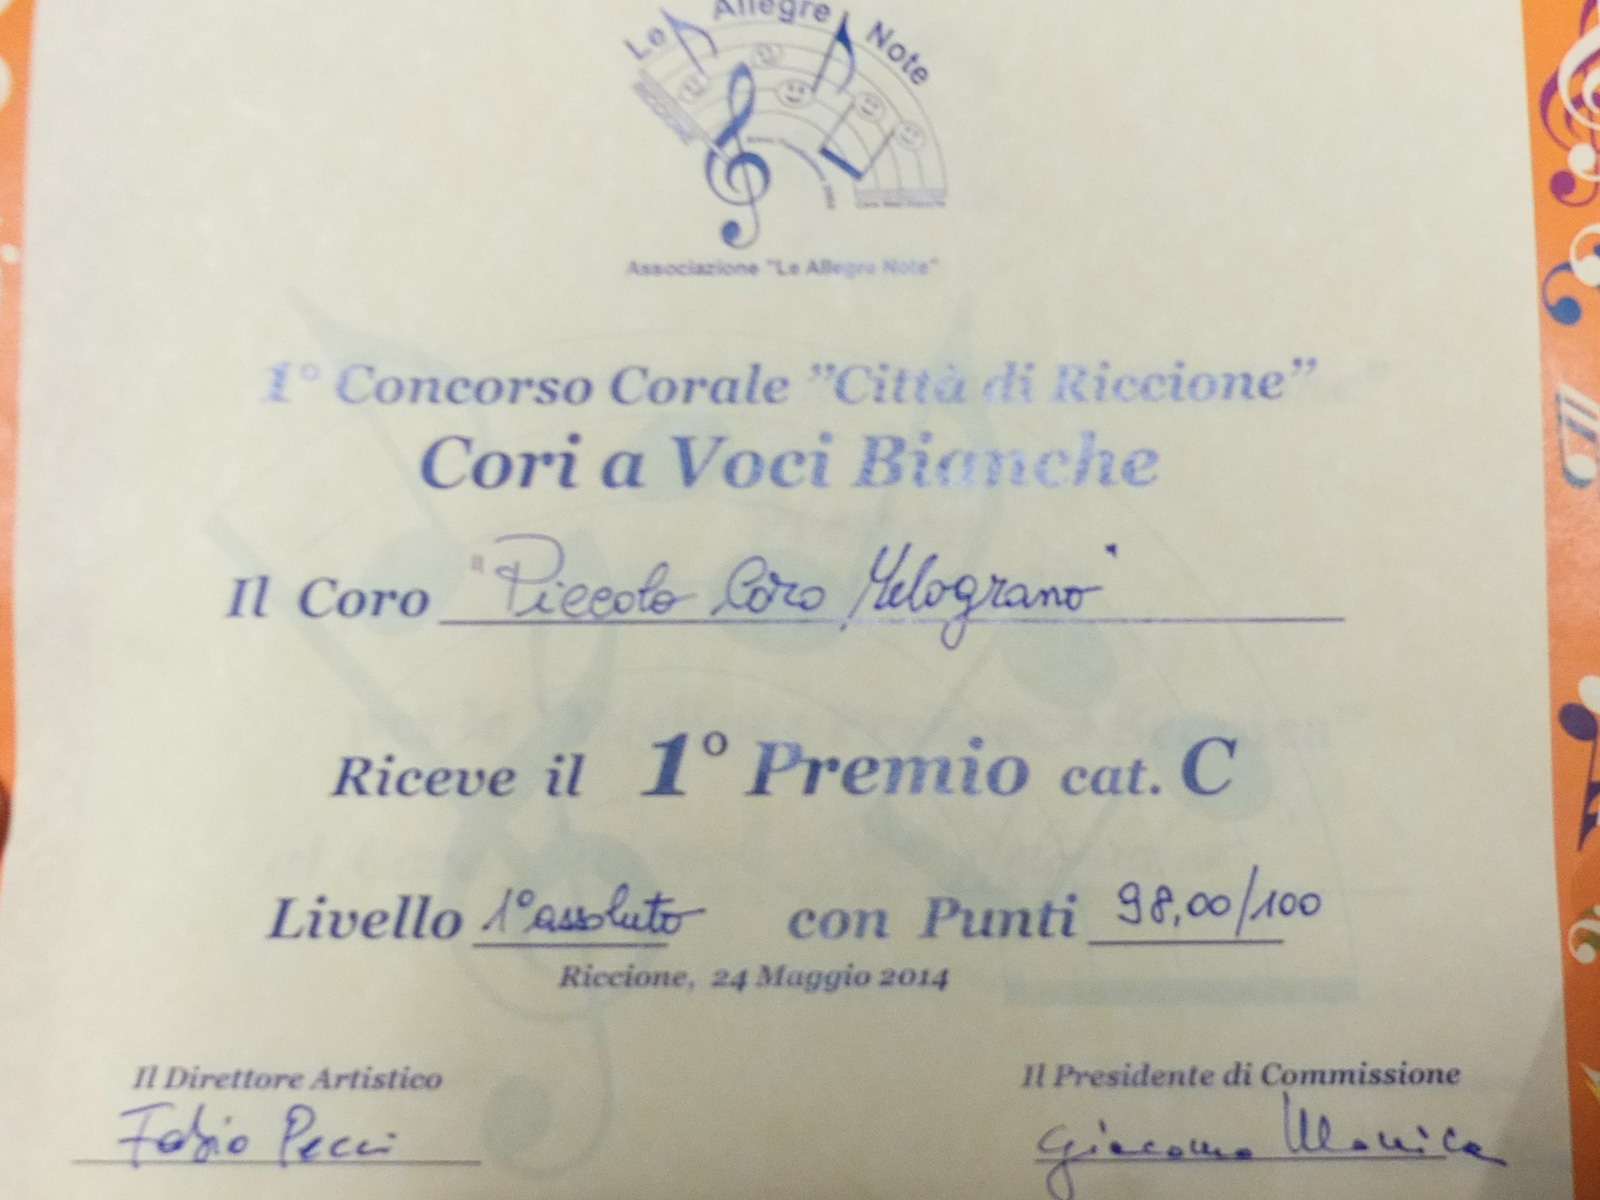 Le Allegre Note
RICCIONE
Associazione "Le Allegre Note"
1° Concorso Corale "Città di Riccione"
Cori a Voci Bianche
Il Coro "Piccolo Coro Melograno"
Riceve il 1° Premio cat. C
Livello 1° assoluto con Punti 98,00/100
Riccione, 24 Maggio 2014
Il Direttore Artistico
Il Presidente di Commissione
Fabio Pecci
Giacomo Monica